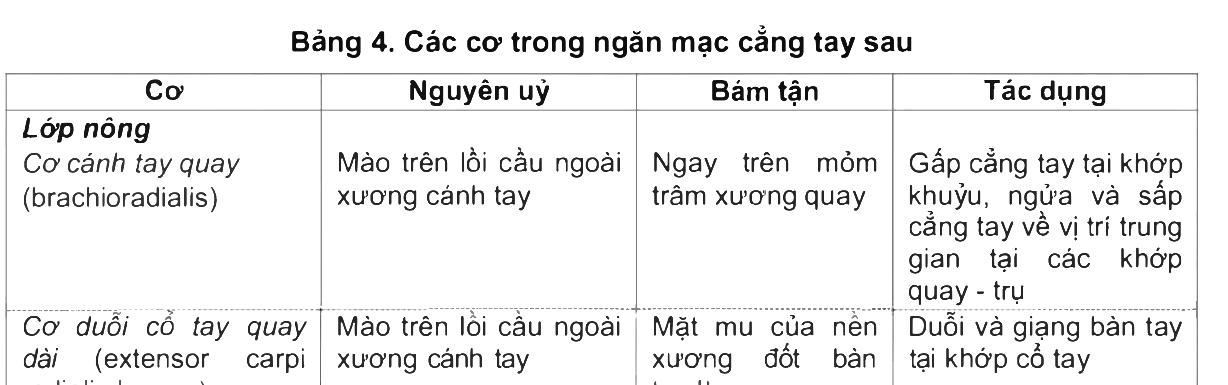 Bảng 4. Các cơ trong ngăn mạc cẳng tay sau
Cơ
Nguyên uỷ
Bám tận
Tác dụng
Lớp nông
Cơ cánh tay quay
(brachioradialis)
Mào trên lồi cầu ngoài
xương cánh tay
Ngay trên mỏm
trâm xương quay
Gấp cẳng tay tại khớp
khuỷu, ngửa và sấp
cẳng tay về vị trí trung
gian tại các khớp
quay - trụ
Cơ duỗi cổ tay quay
dài (extensor carpi
Mào trên lồi cầu ngoài
xương cánh tay
Mặt mu của nền
xương đốt bàn
Duỗi và giạng bàn tay
tại khớp cổ tay